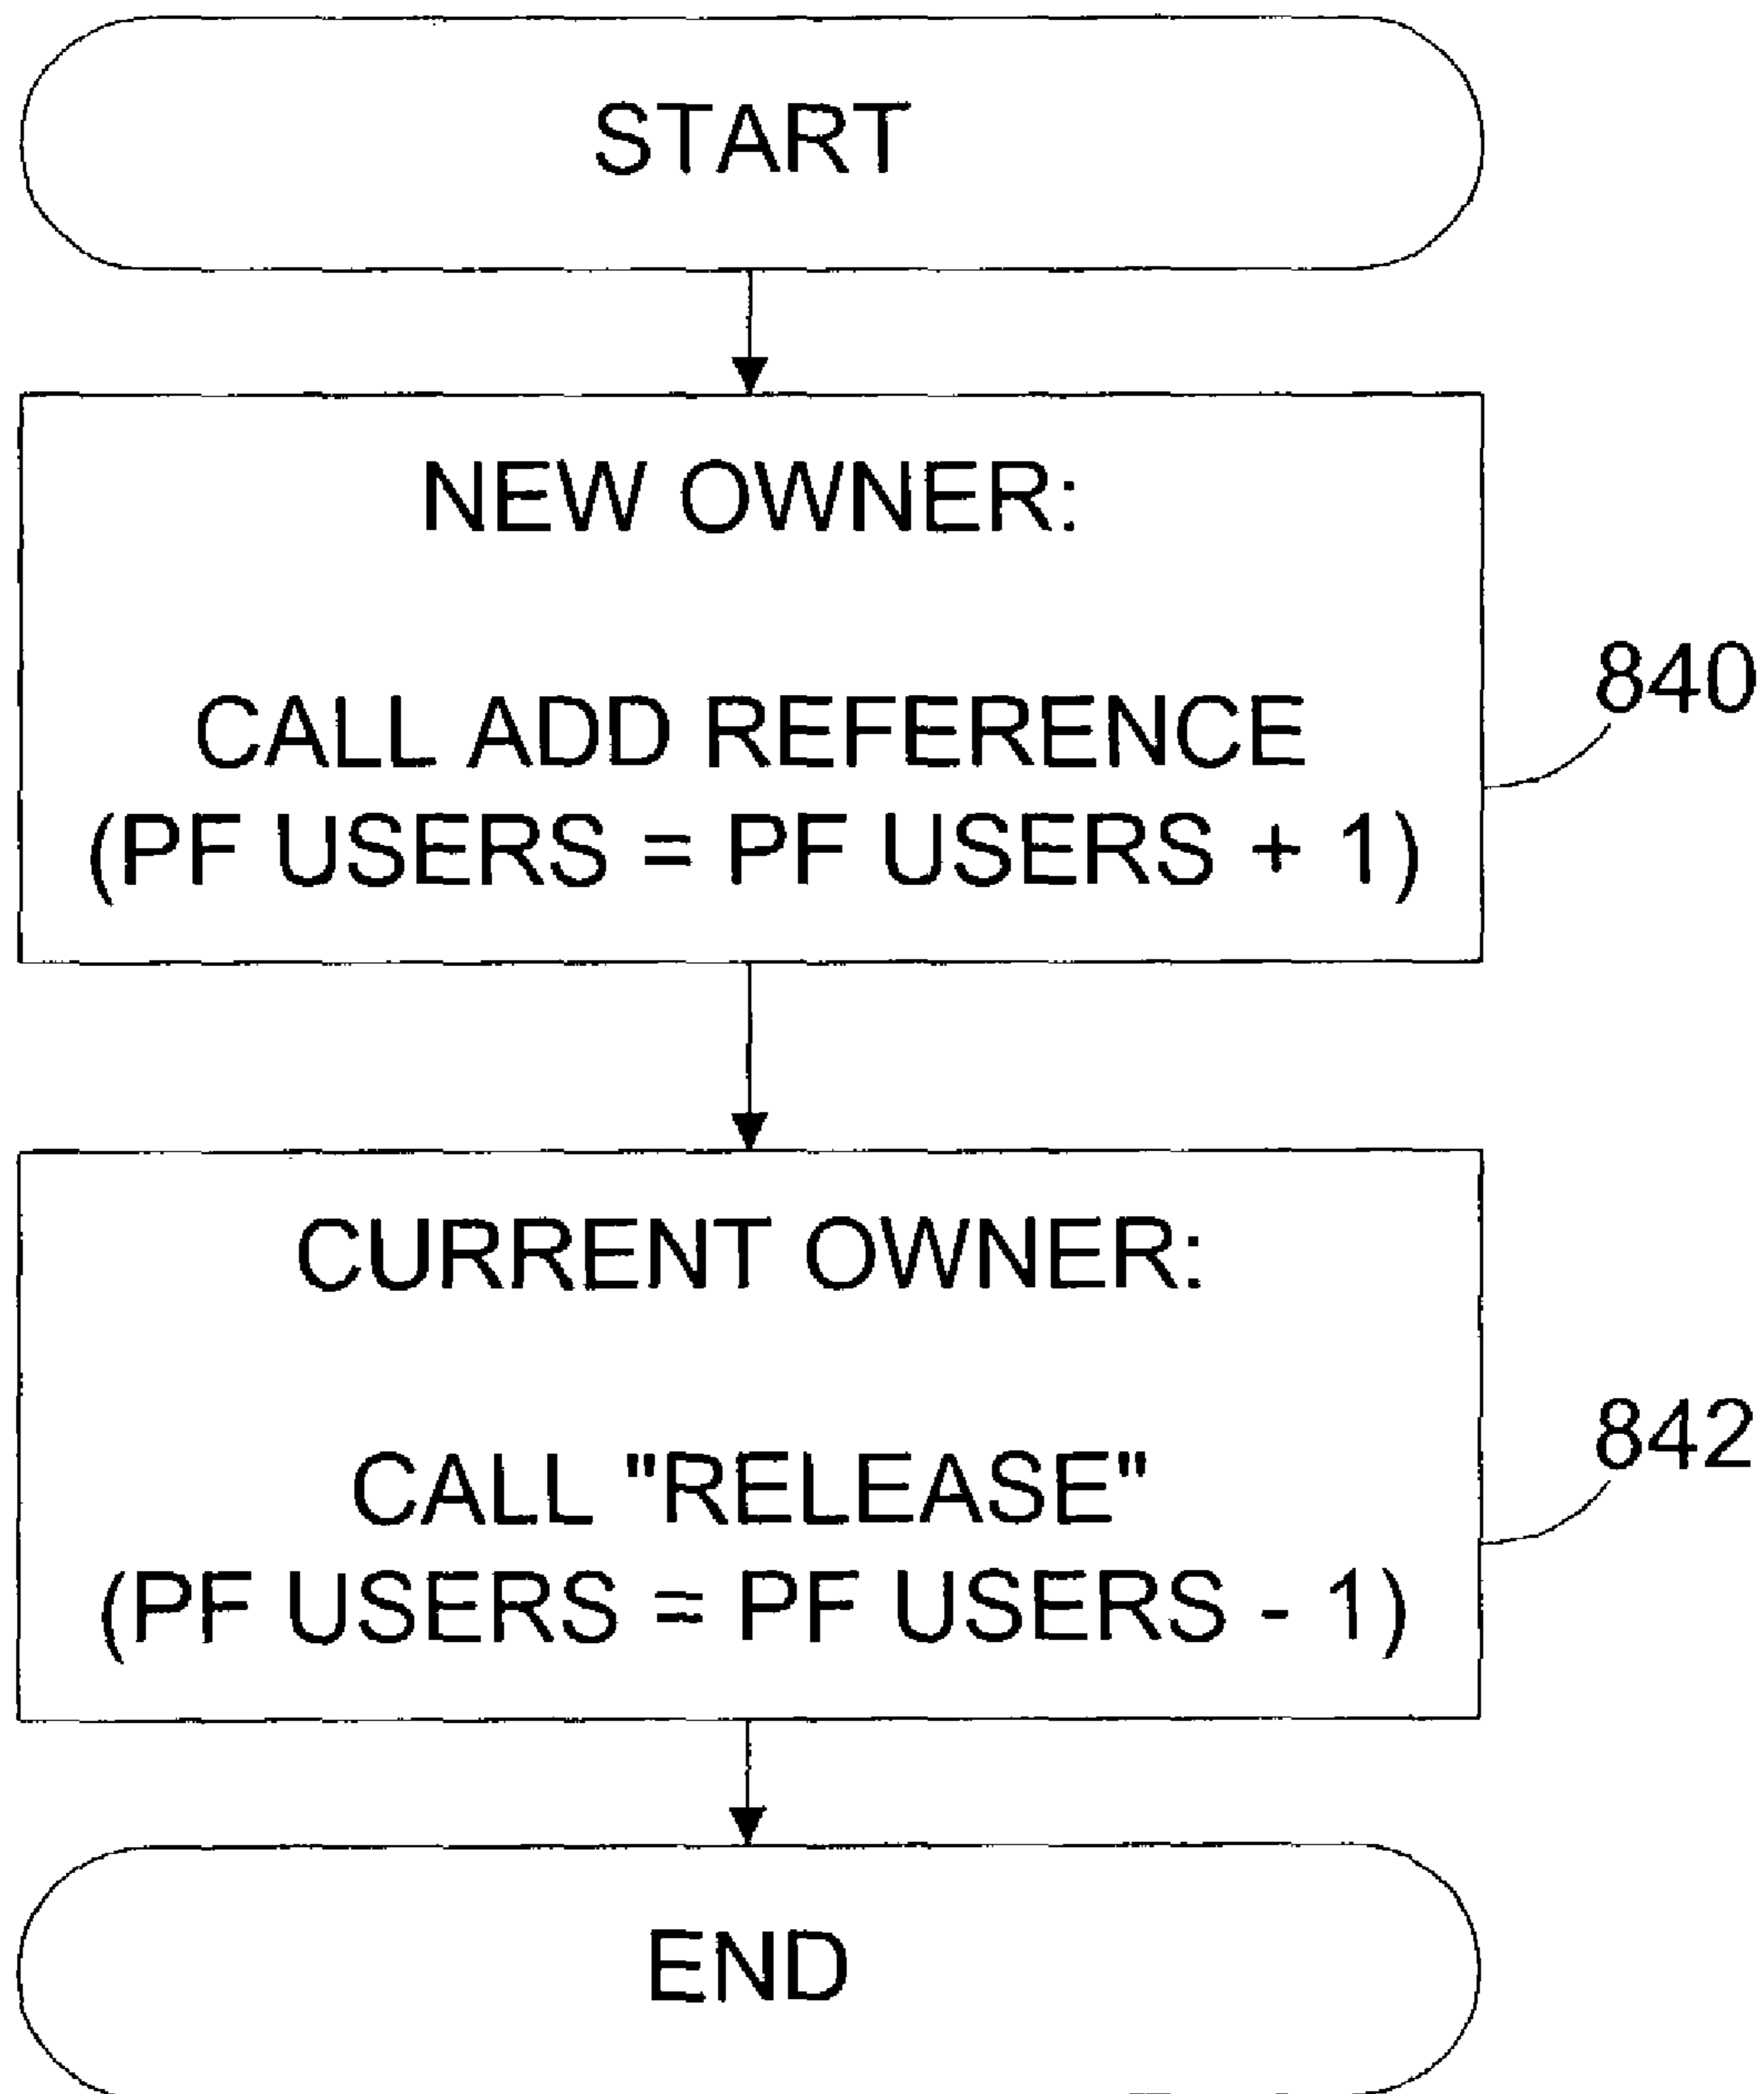 START
NEW OWNER:
CALL ADD REFERENCE
(PF USERS = PF USERS + 1)
840
CURRENT OWNER:
CALL "RELEASE"
(PF USERS = PF USERS - 1)
842
END